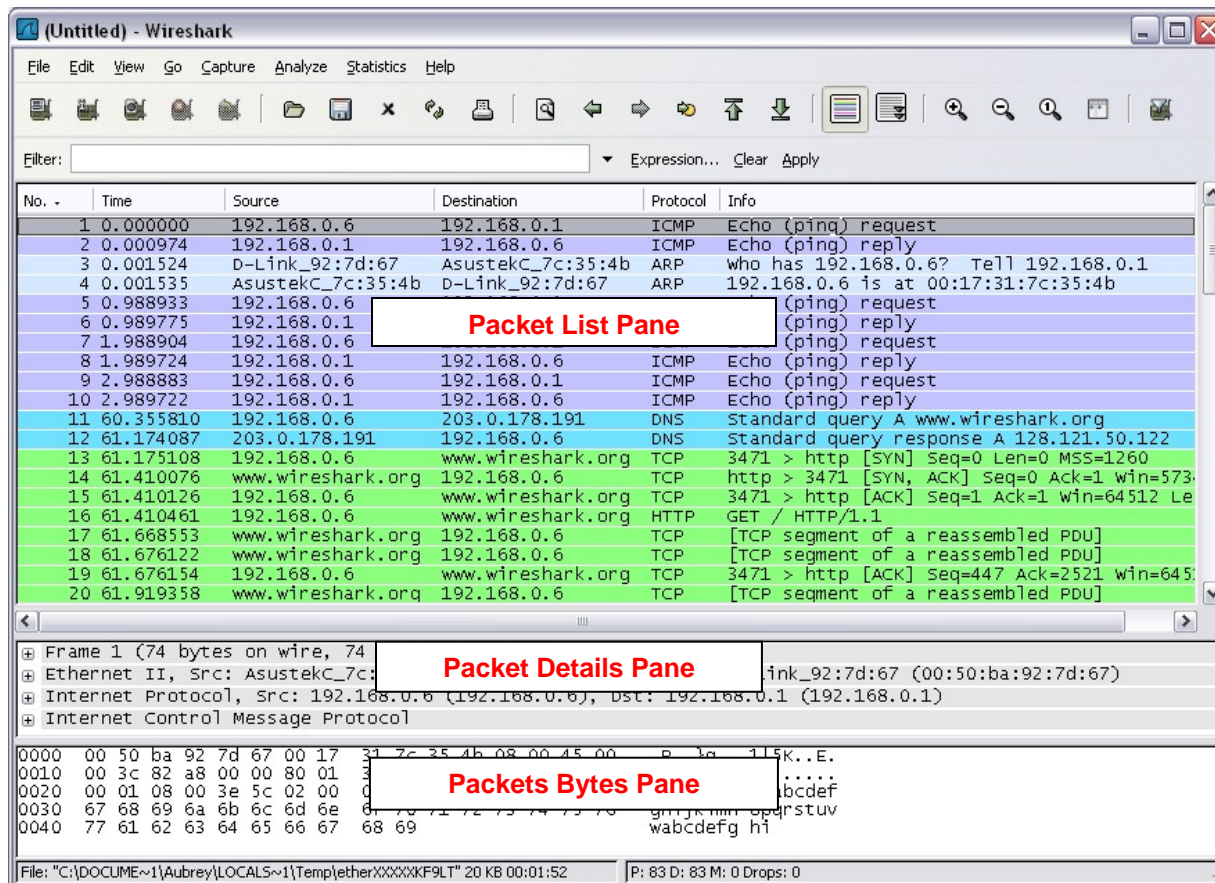 (Untitled) - Wireshark
File Edit View Go Capture Analyze Statistics Help
Filter: Expression... Clear Apply
No. Time Source Destination Protocol Info
1 0.000000 192.168.0.6 192.168.0.1 ICMP Echo (ping) request
2 0.000974 192.168.0.1 192.168.0.6 ICMP Echo (ping) reply
3 0.001524 D-Link_92:7d:67 AsustekC_7c:35:4b ARP who has 192.168.0.6? Tell 192.168.0.1
4 0.001535 AsustekC_7c:35:4b D-Link_92:7d:67 ARP 192.168.0.6 is at 00:17:31:7c:35:4b
5 0.988933 192.168.0.6 (ping) request
6 0.989775 192.168.0.1 (ping) reply
Packet List Pane
7 1.988904 192.168.0.6 ICMP Echo (ping) request
8 1.989724 192.168.0.1 192.168.0.6 ICMP Echo (ping) reply
9 2.988883 192.168.0.6 192.168.0.1 ICMP Echo (ping) request
10 2.989722 192.168.0.1 192.168.0.6 ICMP Echo (ping) reply
11 60.355810 192.168.0.6 203.0.178.191 DNS Standard query A www.wireshark.org
12 61.174087 203.0.178.191 192.168.0.6 DNS Standard query response A 128.121.50.122
13 61.175108 192.168.0.6 www.wireshark.org TCP 3471 > http [SYN] Seq=0 Len=0 MSS=1260
14 61.410076 www.wireshark.org 192.168.0.6 TCP http > 3471 [SYN, ACK] Seq=0 Ack=1 Win=573
15 61.410126 192.168.0.6 www.wireshark.org TCP 3471 > http [ACK] Seq=1 Ack=1 Win=64512 Le
16 61.410461 192.168.0.6 www.wireshark.org HTTP GET / HTTP/1.1
17 61.668553 www.wireshark.org 192.168.0.6 TCP [TCP segment of a reassembled PDU]
18 61.676122 www.wireshark.org 192.168.0.6 TCP [TCP segment of a reassembled PDU]
19 61.676154 192.168.0.6 www.wireshark.org TCP 3471 > http [ACK] Seq=447 Ack=2521 Win=645
20 61.919358 www.wireshark.org 192.168.0.6 TCP [TCP segment of a reassembled PDU]
Frame 1 (74 bytes on wire, 74
Packet Details Pane
Ethernet II, Src: AsustekC_7c: ink_92:7d:67 (00:50:ba:92:7d:67)
Internet Protocol, Src: 192.168.0.6 (192.168.0.6), Dst: 192.168.0.1 (192.168.0.1)
Internet Control Message Protocol
0000 00 50 ba 92 7d 67 00 17 31 7c 35 4b 08 00 45 00 .P..}g.. 1|5K..E.
0010 00 3c 82 a8 00 00 80 01
Packets Bytes Pane
0020 00 01 08 00 3e 5c 02 00 bcdef
0030 67 68 69 6a 6b 6c 6d 6e 6f 70 71 72 73 74 75 76 ghijklmn opqrstuv
0040 77 61 62 63 64 65 66 67 68 69 wabcdefg hi
File: "C:\DOCUME~1\Aubrey\LOCALS~1\Temp\etherXXXXXKF9LT" 20 KB 00:01:52 P: 83 D: 83 M: 0 Drops: 0